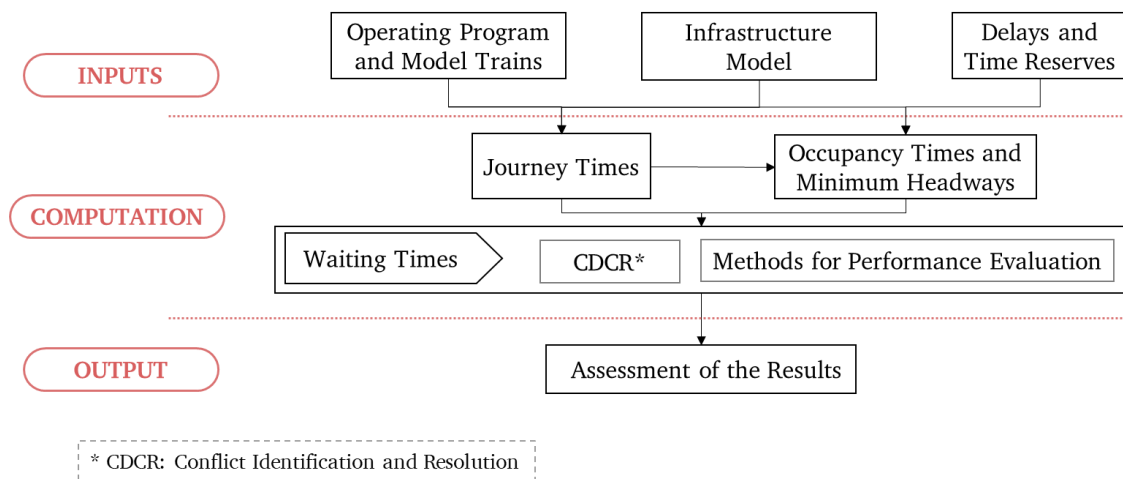 Operating Program
and Model Trains
Infrastructure
Model
Delays and
Time Reserves
INPUTS
Journey Times
Occupancy Times and
Minimum Headways
COMPUTATION
Waiting Times
CDCR*
Methods for Performance Evaluation
OUTPUT
Assessment of the Results
* CDCR: Conflict Identification and Resolution